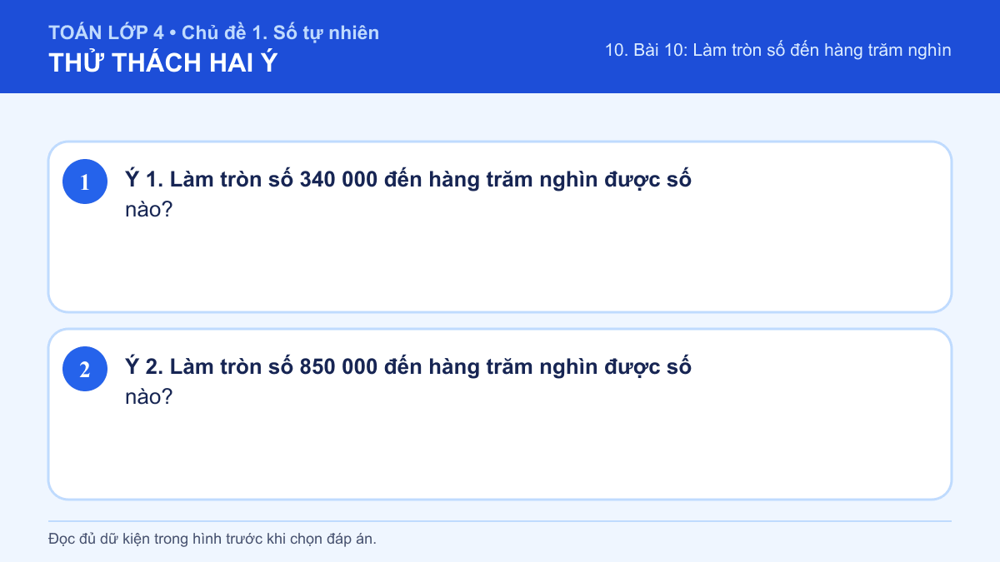 TOÁN LỚP 4 • Chủ đề 1. Số tự nhiên
THỬ THÁCH HAI Ý
10. Bài 10: Làm tròn số đến hàng trăm nghìn
1
Ý 1. Làm tròn số 340 000 đến hàng trăm nghìn được số
nào?
2
Ý 2. Làm tròn số 850 000 đến hàng trăm nghìn được số
nào?
Đọc đủ dữ kiện trong hình trước khi chọn đáp án.